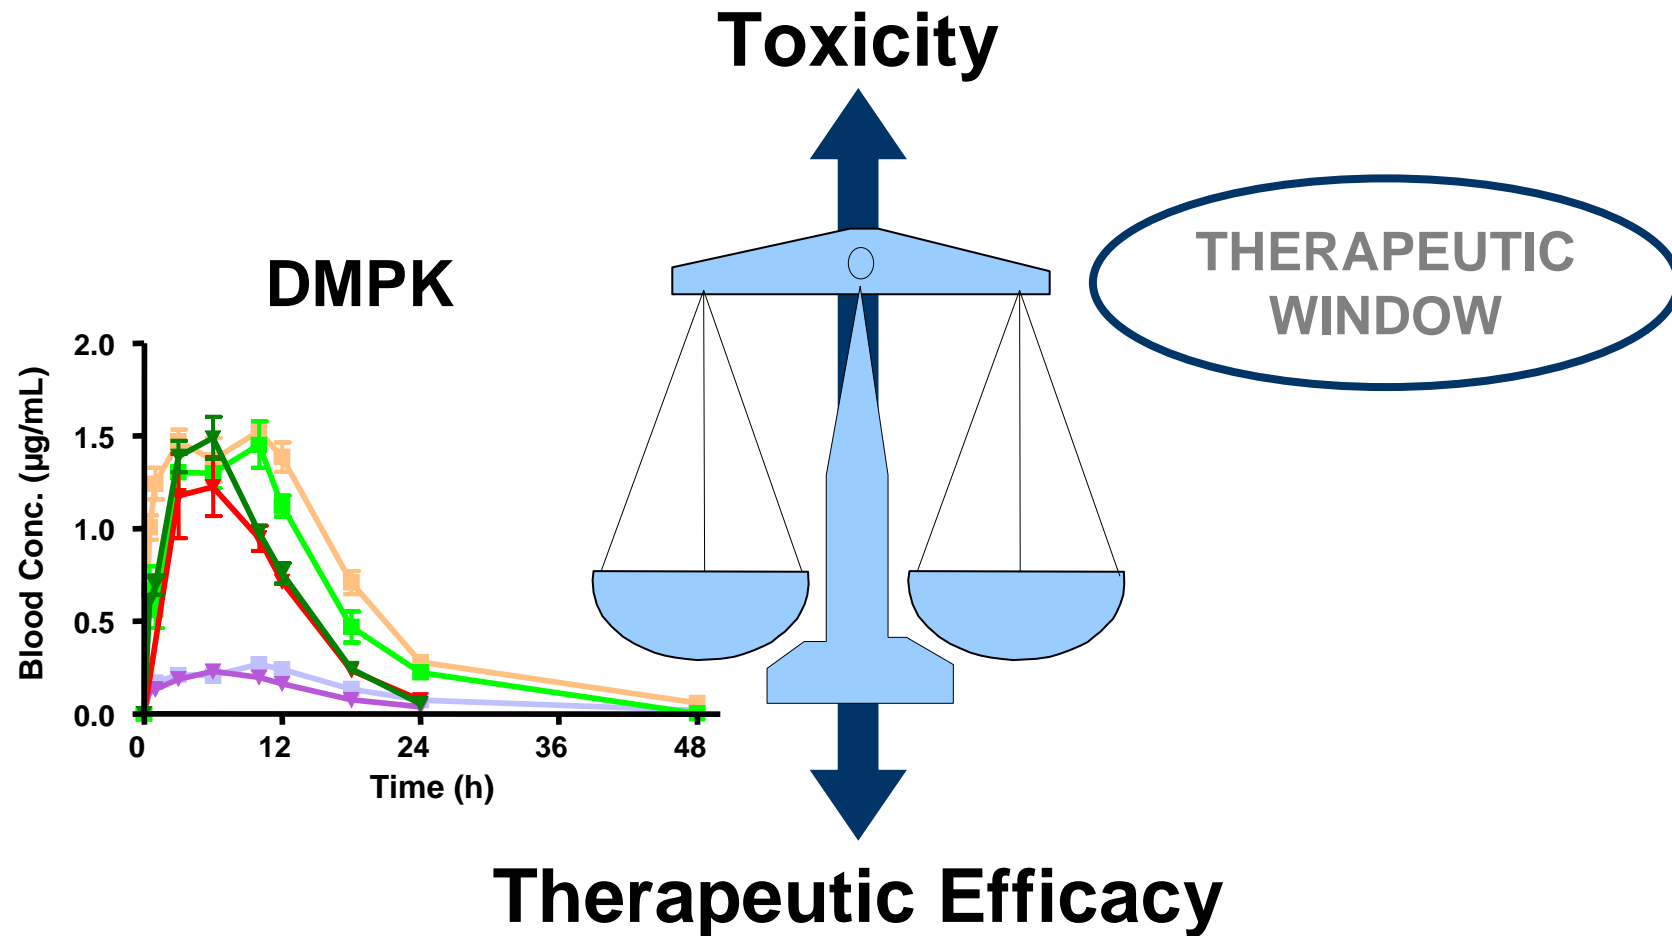 Toxicity
THERAPEUTIC
WINDOW
DMPK
2.0
1.5
1.0
0.5
0.0
Blood Conc. (µg/mL)
0 12 24 36 48
Time (h)
Therapeutic Efficacy